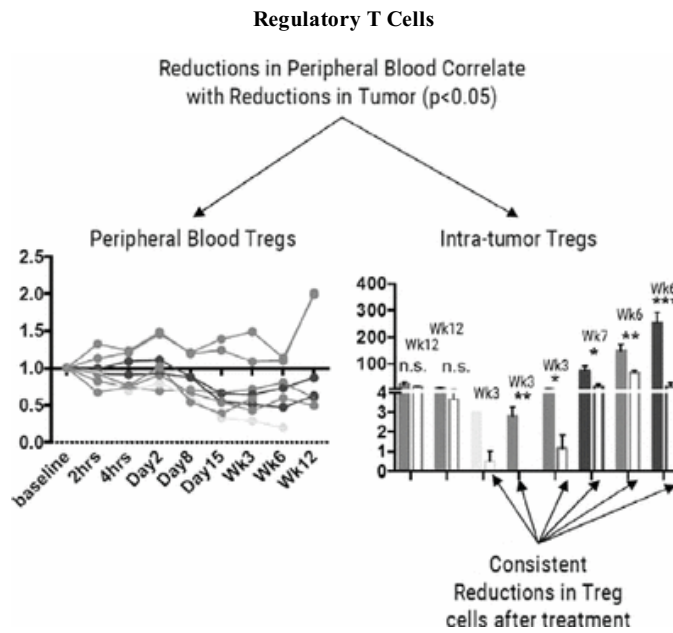 Regulatory T Cells
Reductions in Peripheral Blood Correlate
with Reductions in Tumor (p<0.05)
Peripheral Blood Tregs
2.5
2.0
1.5
1.0
0.5
0.0
baseline
2hrs
4hrs
Day2
Day8
Day15
Wk3
Wk6
Wk12
Intra-tumor Tregs
400
300
200
100
4
3
2
1
0
Wk12
n.s.
Wk12
n.s.
Wk3
Wk3
**
Wk3
*
Wk7
*
Wk6
**
Wk6
***
Consistent
Reductions in Treg
cells after treatment